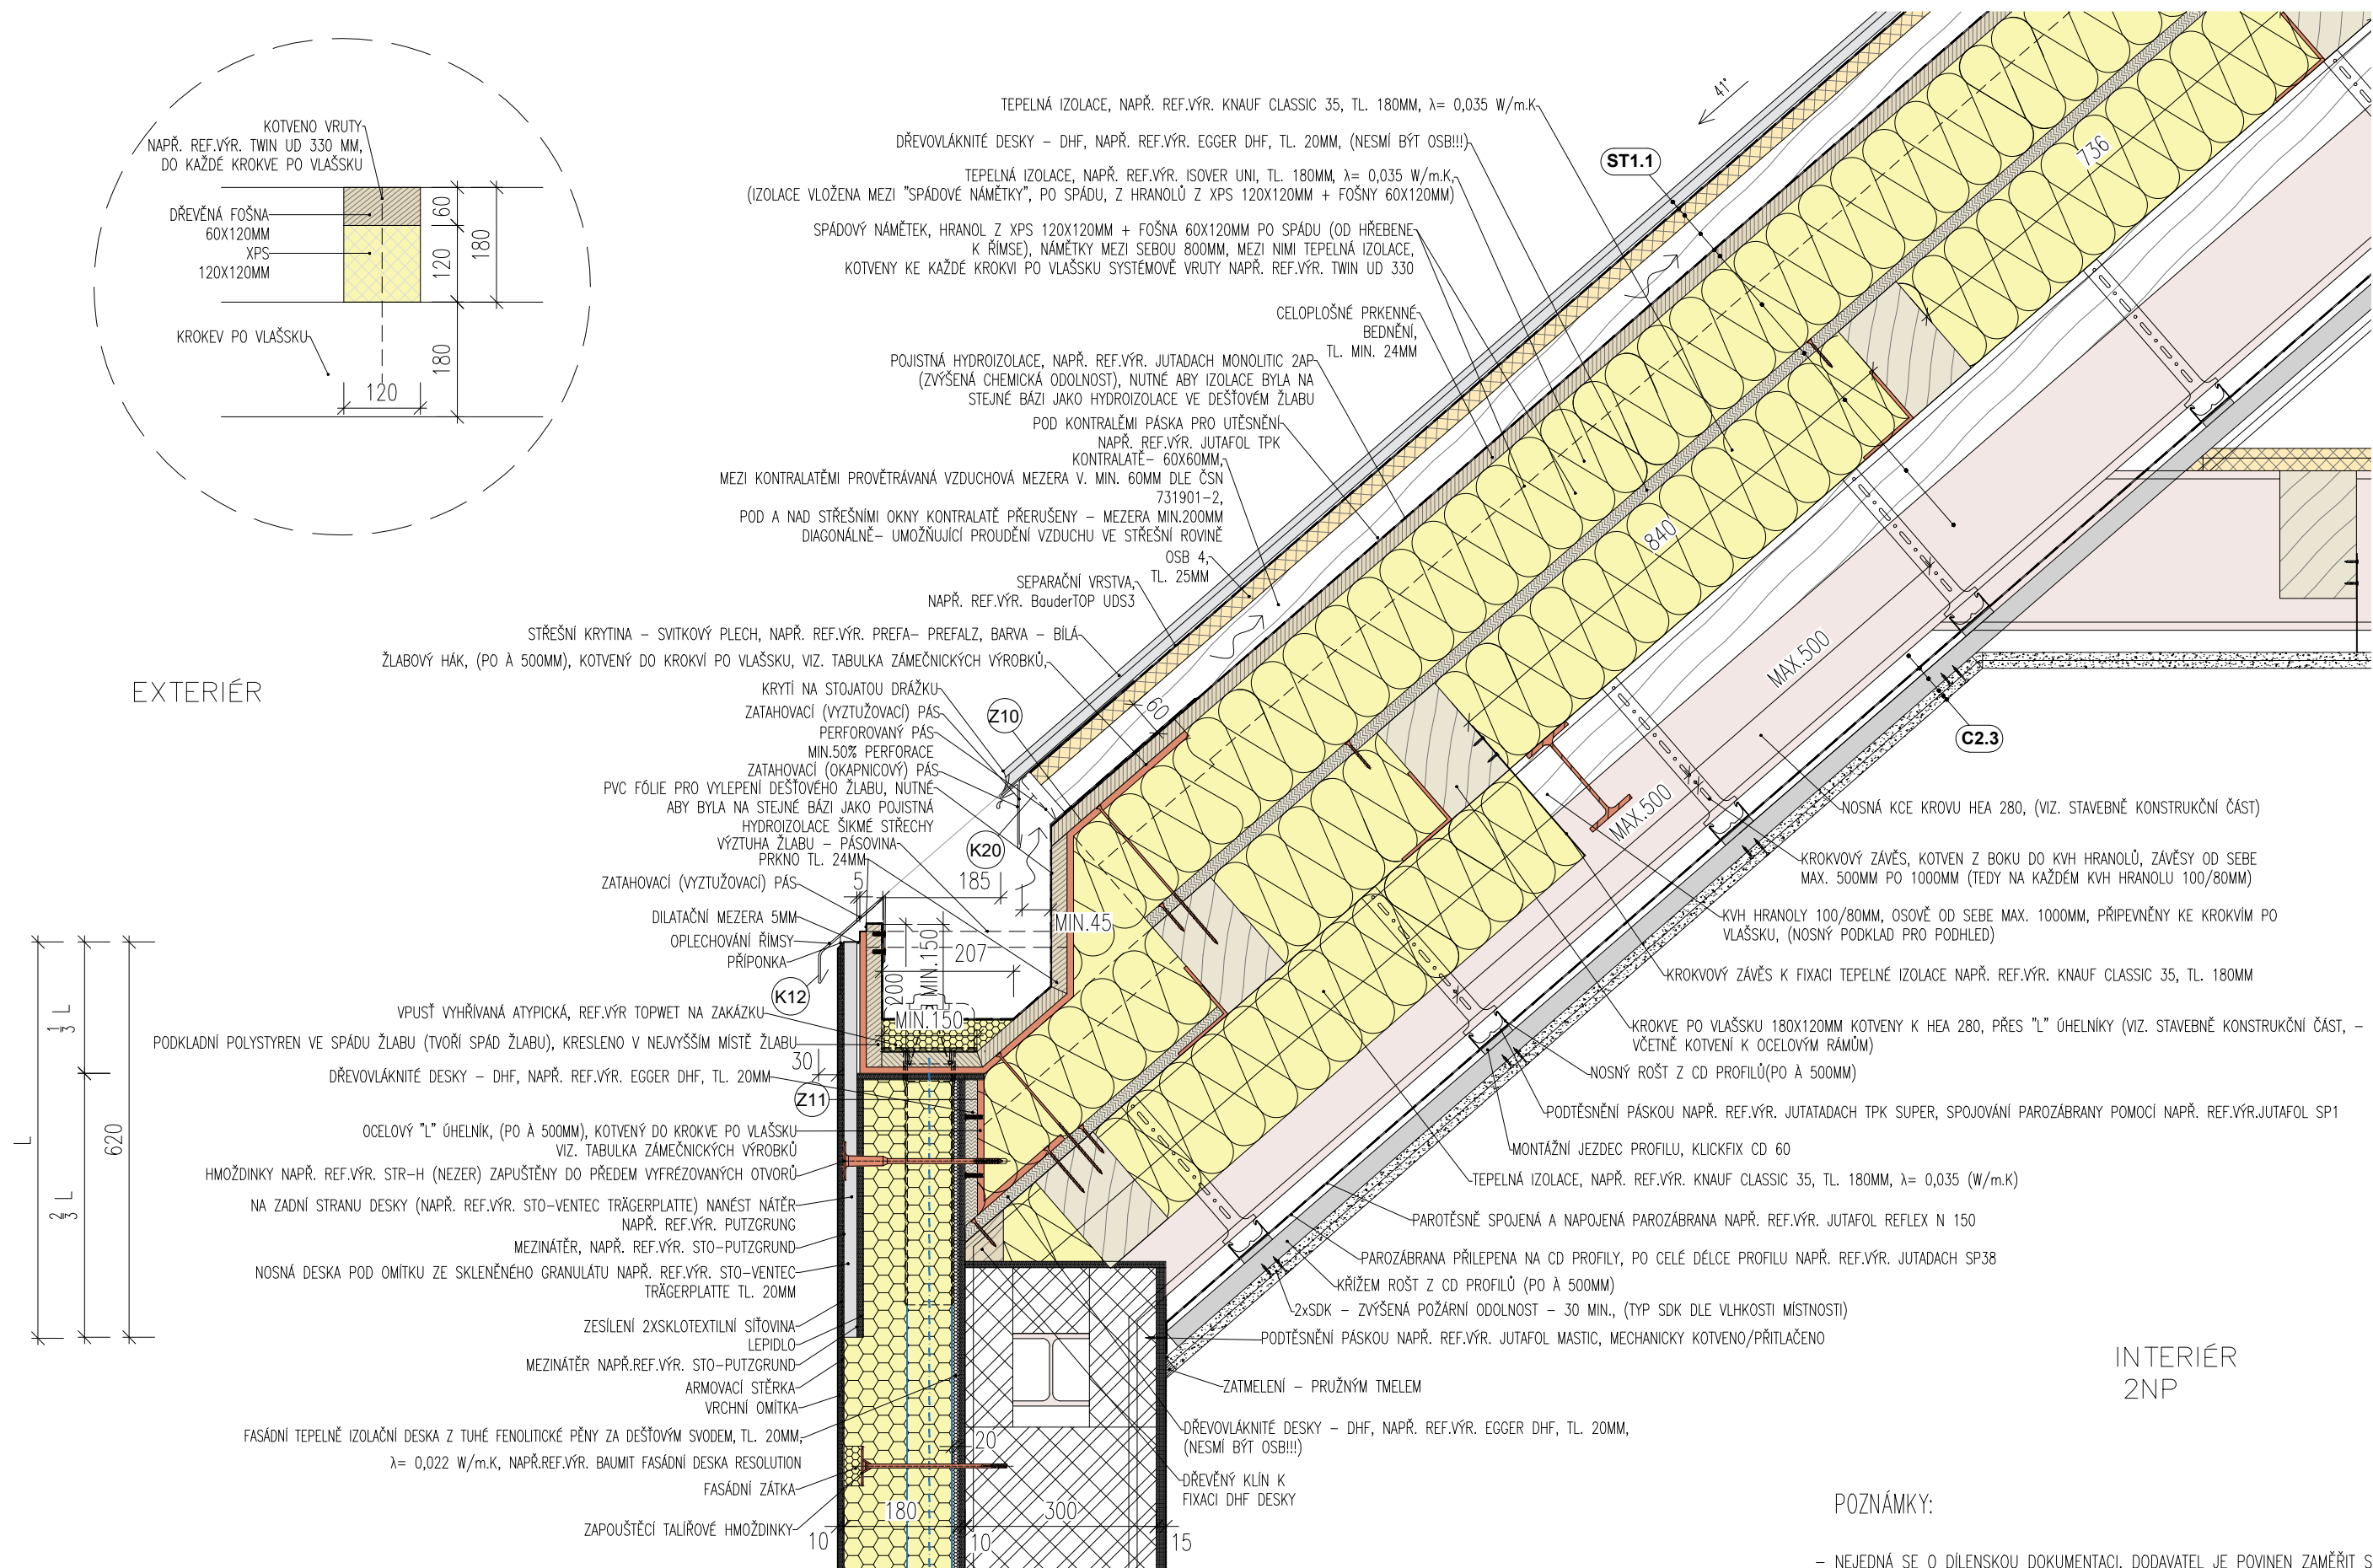 KOTVENO VRUTY
NAPŘ. REF.VÝR. TWIN UD 330 MM,
DO KAŽDÉ KROKVE PO VLAŠSKU
DŘEVĚNÁ FOŠNA
60X120MM
XPS
120X120MM
KROKEV PO VLAŠSKU
60
120
180
180
120
TEPELNÁ IZOLACE, NAPŘ. REF.VÝR. KNAUF CLASSIC 35, TL. 180MM, λ= 0,035 W/m.K
DŘEVOVLÁKNITÉ DESKY – DHF, NAPŘ. REF.VÝR. EGGER DHF, TL. 20MM, (NESMÍ BÝT OSB!!!)
TEPELNÁ IZOLACE, NAPŘ. REF.VÝR. ISOVER UNI, TL. 180MM, λ= 0,035 W/m.K,
(IZOLACE VLOŽENA MEZI "SPÁDOVÉ NÁMĚTKY", PO SPÁDU, Z HRANOLŮ Z XPS 120X120MM + FOŠNY 60X120MM)
SPÁDOVÝ NÁMĚTEK, HRANOL Z XPS 120X120MM + FOŠNA 60X120MM PO SPÁDU (OD HŘEBENE
K ŘÍMSE), NÁMĚTKY MEZI SEBOU 800MM, MEZI NIMI TEPELNÁ IZOLACE,
KOTVENY KE KAŽDÉ KROKVI PO VLAŠSKU SYSTÉMOVĚ VRUTY NAPŘ. REF.VÝR. TWIN UD 330
CELOPLOŠNÉ PRKENNÉ
BEDNĚNÍ,
TL. MIN. 24MM
POJISTNÁ HYDROIZOLACE, NAPŘ. REF.VÝR. JUTADACH MONOLITIC 2AP
(ZVÝŠENÁ CHEMICKÁ ODOLNOST), NUTNÉ ABY IZOLACE BYLA NA
STEJNÉ BÁZI JAKO HYDROIZOLACE VE DEŠŤOVÉM ŽLABU
POD KONTRALĚMI PÁSKA PRO UTĚSNĚNÍ
NAPŘ. REF.VÝR. JUTAFOL TPK
KONTRALATĚ– 60X60MM,
MEZI KONTRALATĚMI PROVĚTRÁVANÁ VZDUCHOVÁ MEZERA V. MIN. 60MM DLE ČSN
731901–2,
POD A NAD STŘEŠNÍMI OKNY KONTRALATĚ PŘERUŠENY – MEZERA MIN.200MM
DIAGONÁLNĚ– UMOŽŇUJÍCÍ PROUDĚNÍ VZDUCHU VE STŘEŠNÍ ROVINĚ
OSB 4,
TL. 25MM
SEPARAČNÍ VRSTVA,
NAPŘ. REF.VÝR. BauderTOP UDS3
STŘEŠNÍ KRYTINA – SVITKOVÝ PLECH, NAPŘ. REF.VÝR. PREFA– PREFALZ, BARVA – BÍLÁ
ŽLABOVÝ HÁK, (PO À 500MM), KOTVENÝ DO KROKVÍ PO VLAŠSKU, VIZ. TABULKA ZÁMEČNICKÝCH VÝROBKŮ,
EXTERIÉR
KRYTÍ NA STOJATOU DRÁŽKU
ZATAHOVACÍ (VYZTUŽOVACÍ) PÁS
PERFOROVANÝ PÁS
MIN.50% PERFORACE
ZATAHOVACÍ (OKAPNICOVÝ) PÁS
PVC FÓLIE PRO VYLEPENÍ DEŠŤOVÉHO ŽLABU, NUTNÉ
ABY BYLA NA STEJNÉ BÁZI JAKO POJISTNÁ
HYDROIZOLACE ŠIKMÉ STŘECHY
VÝZTUHA ŽLABU – PÁSOVINA
PRKNO TL. 24MM
ZATAHOVACÍ (VYZTUŽOVACÍ) PÁS
DILATAČNÍ MEZERA 5MM
OPLECHOVÁNÍ ŘÍMSY
PŘÍPONKA
VPUSŤ VYHŘÍVANÁ ATYPICKÁ, REF.VÝR TOPWET NA ZAKÁZKU
PODKLADNÍ POLYSTYREN VE SPÁDU ŽLABU (TVOŘÍ SPÁD ŽLABU), KRESLENO V NEJVYŠŠÍM MÍSTĚ ŽLABU
DŘEVOVLÁKNITÉ DESKY – DHF, NAPŘ. REF.VÝR. EGGER DHF, TL. 20MM
OCELOVÝ "L" ÚHELNÍK, (PO À 500MM), KOTVENÝ DO KROKVE PO VLAŠSKU
VIZ. TABULKA ZÁMEČNICKÝCH VÝROBKŮ
HMOŽDINKY NAPŘ. REF.VÝR. STR–H (NEZER) ZAPUŠTĚNY DO PŘEDEM VYFRÉZOVANÝCH OTVORŮ
NA ZADNÍ STRANU DESKY (NAPŘ. REF.VÝR. STO–VENTEC TRÄGERPLATTE) NANÉST NÁTĚR
NAPŘ. REF.VÝR. PUTZGRUNG
MEZINÁTĚR, NAPŘ. REF.VÝR. STO–PUTZGRUND
NOSNÁ DESKA POD OMÍTKU ZE SKLENĚNÉHO GRANULÁTU NAPŘ. REF.VÝR. STO–VENTEC
TRÄGERPLATTE TL. 20MM
ZESÍLENÍ 2XSKLOTEXTILNÍ SÍŤOVINA
LEPIDLO
MEZINÁTĚR NAPŘ.REF.VÝR. STO–PUTZGRUND
ARMOVACÍ STĚRKA
VRCHNÍ OMÍTKA
FASÁDNÍ TEPELNĚ IZOLAČNÍ DESKA Z TUHÉ FENOLITICKÉ PĚNY ZA DEŠŤOVÝM SVODEM, TL. 20MM,
λ= 0,022 W/m.K, NAPŘ.REF.VÝR. BAUMIT FASÁDNÍ DESKA RESOLUTION
FASÁDNÍ ZÁTKA
ZAPOUŠTĚCÍ TALÍŘOVÉ HMOŽDINKY
L
1/3 L
2/3 L
620
Z10
K20
K12
Z11
5
185
MIN.45
MIN.150
207
200
MIN.150
30
60
20
180
300
10
10
15
41°
ST1.1
736
840
MAX.500
MAX.500
C2.3
NOSNÁ KCE KROVU HEA 280, (VIZ. STAVEBNĚ KONSTRUKČNÍ ČÁST)
KROKVOVÝ ZÁVĚS, KOTVEN Z BOKU DO KVH HRANOLŮ, ZÁVĚSY OD SEBE
MAX. 500MM PO 1000MM (TEDY NA KAŽDÉM KVH HRANOLU 100/80MM)
KVH HRANOLY 100/80MM, OSOVĚ OD SEBE MAX. 1000MM, PŘIPEVNĚNY KE KROKVÍM PO
VLAŠSKU, (NOSNÝ PODKLAD PRO PODHLED)
KROKVOVÝ ZÁVĚS K FIXACI TEPELNÉ IZOLACE NAPŘ. REF.VÝR. KNAUF CLASSIC 35, TL. 180MM
KROKVE PO VLAŠSKU 180X120MM KOTVENY K HEA 280, PŘES "L" ÚHELNÍKY (VIZ. STAVEBNĚ KONSTRUKČNÍ ČÁST, –
VČETNĚ KOTVENÍ K OCELOVÝM RÁMŮM)
NOSNÝ ROŠT Z CD PROFILŮ(PO À 500MM)
PODTĚSNĚNÍ PÁSKOU NAPŘ. REF.VÝR. JUTATADACH TPK SUPER, SPOJOVÁNÍ PAROZÁBRANY POMOCÍ NAPŘ. REF.VÝR.JUTAFOL SP1
MONTÁŽNÍ JEZDEC PROFILU, KLICKFIX CD 60
TEPELNÁ IZOLACE, NAPŘ. REF.VÝR. KNAUF CLASSIC 35, TL. 180MM, λ= 0,035 (W/m.K)
PAROTĚSNĚ SPOJENÁ A NAPOJENÁ PAROZÁBRANA NAPŘ. REF.VÝR. JUTAFOL REFLEX N 150
PAROZÁBRANA PŘILEPENA NA CD PROFILY, PO CELÉ DÉLCE PROFILU NAPŘ. REF.VÝR. JUTADACH SP38
KŘÍŽEM ROŠT Z CD PROFILŮ (PO À 500MM)
2xSDK – ZVÝŠENÁ POŽÁRNÍ ODOLNOST – 30 MIN., (TYP SDK DLE VLHKOSTI MÍSTNOSTI)
PODTĚSNĚNÍ PÁSKOU NAPŘ. REF.VÝR. JUTAFOL MASTIC, MECHANICKY KOTVENO/PŘITLAČENO
ZATMELENÍ – PRUŽNÝM TMELEM
DŘEVOVLÁKNITÉ DESKY – DHF, NAPŘ. REF.VÝR. EGGER DHF, TL. 20MM,
(NESMÍ BÝT OSB!!!)
DŘEVĚNÝ KLÍN K
FIXACI DHF DESKY
INTERIÉR
2NP
POZNÁMKY:
– NEJEDNÁ SE O DÍLENSKOU DOKUMENTACI, DODAVATEL JE POVINEN ZAMĚŘIT S